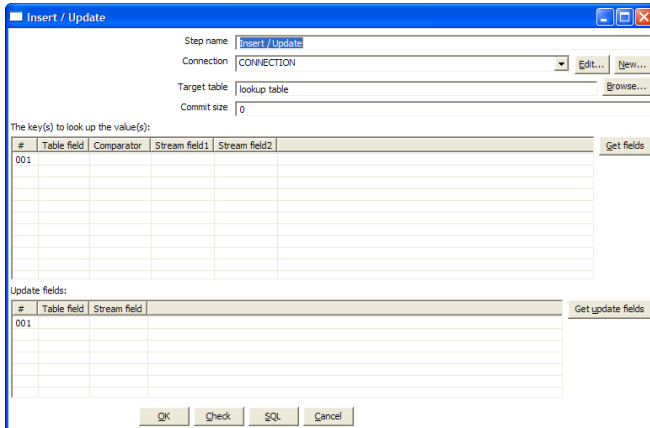 Insert / Update
Step name Insert / Update
Connection CONNECTION Edit... New...
Target table lookup table Browse...
Commit size 0
The key(s) to look up the value(s):
# Table field Comparator Stream field1 Stream field2 Get fields
001
Update fields:
# Table field Stream field Get update fields
001
OK Check SQL Cancel